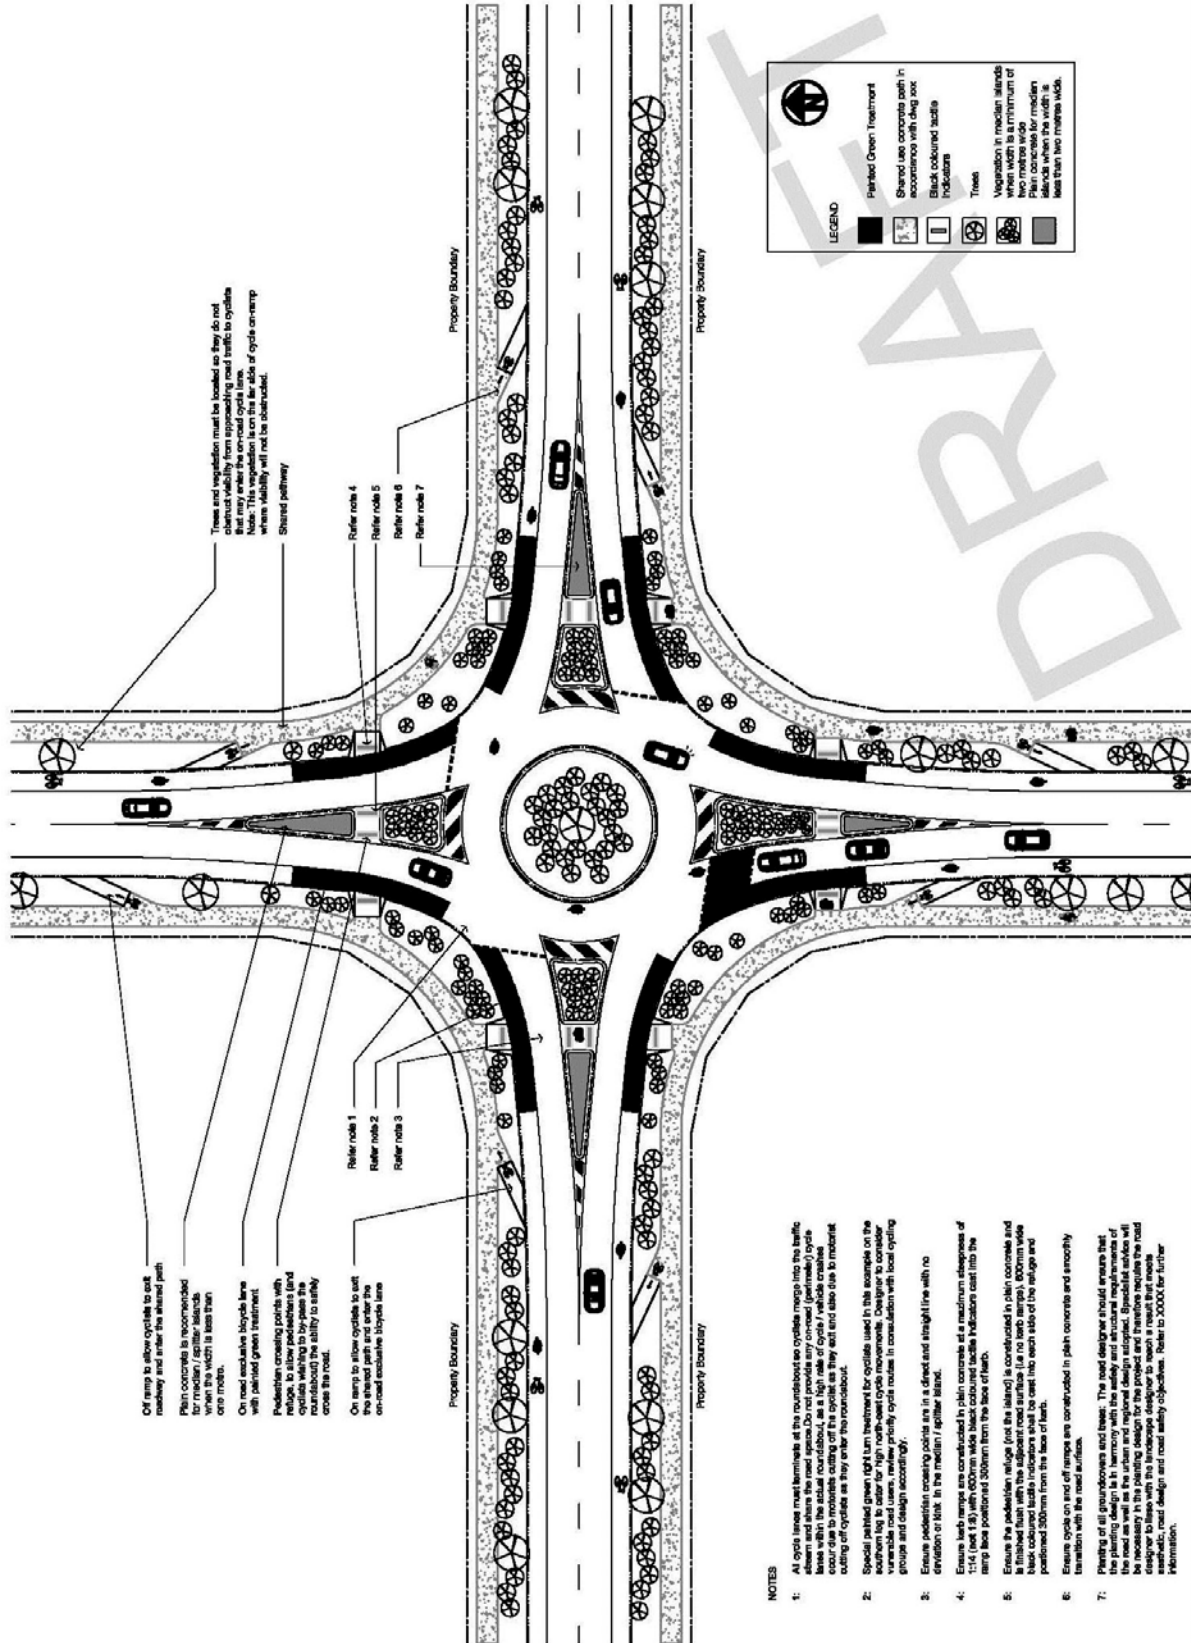 Off ramp to allow cyclists to exit
roadway and enter the shared path
Plain concrete is recomended
for median / splitter islands
when the width is less than
one metre.
On road exclusive bicycle lane
with painted green treatment
Pedestrian crossing points with
refuge, to allow pedestrians (and
cyclists wishing to by-pass the
roundabout) the ability to safely
cross the road.
Refer note 1
Refer note 2
Refer note 3
On ramp to allow cyclists to exit
the shared path and enter the
on-road exclusive bicycle lane
Trees and vegetation must be located so they do not
obstruct visibility from approaching road traffic to cyclists
that may enter the on-road cycle lane.
Note: This vegetation is on the far side of cycle on-ramp
where visibility will not be obstructed.
Shared pathway
Refer note 4
Refer note 5
Refer note 6
Refer note 7
Property Boundary
Property Boundary
Property Boundary
Property Boundary
NOTES
1: All cycle lanes must terminate at the roundabout so cyclists merge into the traffic
stream and share the road space. Do not provide any on-road (perimeter) cycle
lanes within the actual roundabout, as a high rate of cycle / vehicle crashes
occur due to motorists cutting off the cyclist as they exit and also due to motorist
cutting off cyclists as they enter the roundabout.
2: Special painted green right turn treatment for cyclists used in this example on the
southern leg to cater for high north-east cycle movements. Designer to consider
vunerable road users, review priority cycle routes in consulation with local cycling
groups and design accordingly.
3: Ensure pedestrian crossing points are in a direct and straight line with no
deviation or kink in the median / splitter island.
4: Ensure kerb ramps are constructed in plain concrete at a maximum steepness of
1:14 (not 1:8) with 600mm wide black coloured tactile indicators cast into the
ramp face positioned 300mm from the face of kerb.
5: Ensure the pedestrian refuge (not the island) is constructed in plain concrete and
is finished flush with the adjacent road surface (i.e no kerb ramps). 600mm wide
black coloured tactile indicators shall be cast into each side of the refuge and
positioned 300mm from the face of kerb.
6: Ensure cycle on and off ramps are constructed in plain concrete and smoothly
transition with the road surface.
7: Planting of all groundcovers and trees: The road designer should ensure that
the planting design is in harmony with the safety and structural requirements of
the road as well as the urban and regional design adopted. Specialist advice will
be necessary in the planting design for the project and therefore require the road
designer to liaise with the landscape designer to reach a result that meets
aesthetic, road design and road safety objectives. Refer to XXXXX for further
information.
N
LEGEND
Painted Green Treatment
Shared use concrete path in
accordance with dwg xxx
Black coloured tactile
indicators
Trees
Vegetation in median islands
when width is a minimum of
two metres wide
Plain concrete for median
islands when the width is
less than two metres wide.
DRAFT